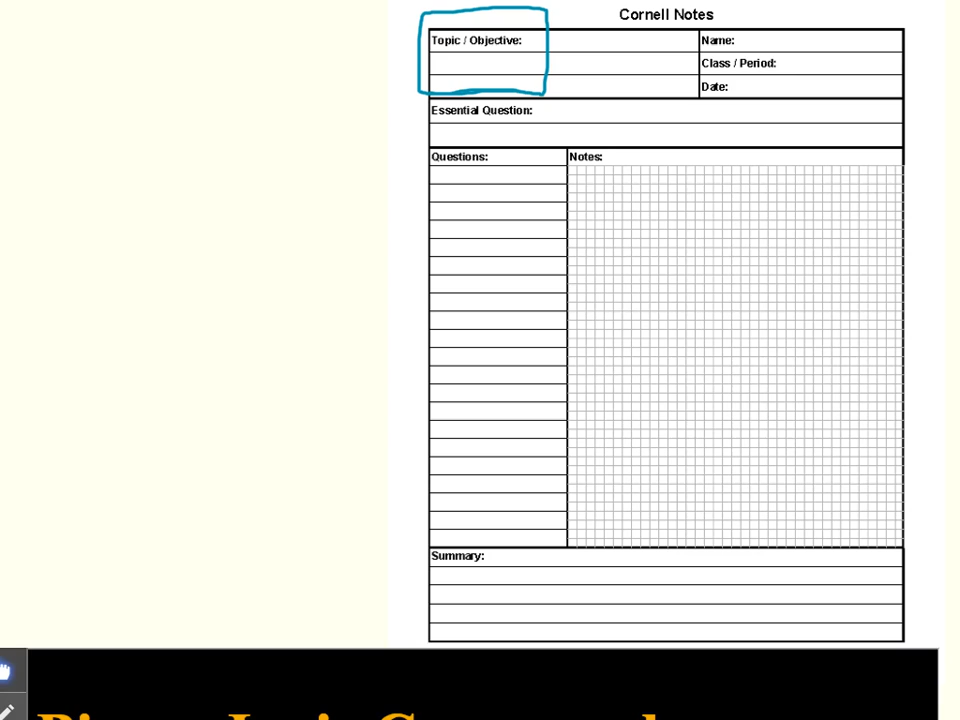 Cornell Notes
Topic / Objective:
Name:
Class / Period:
Date:
Essential Question:
Questions:
Notes:
Summary: